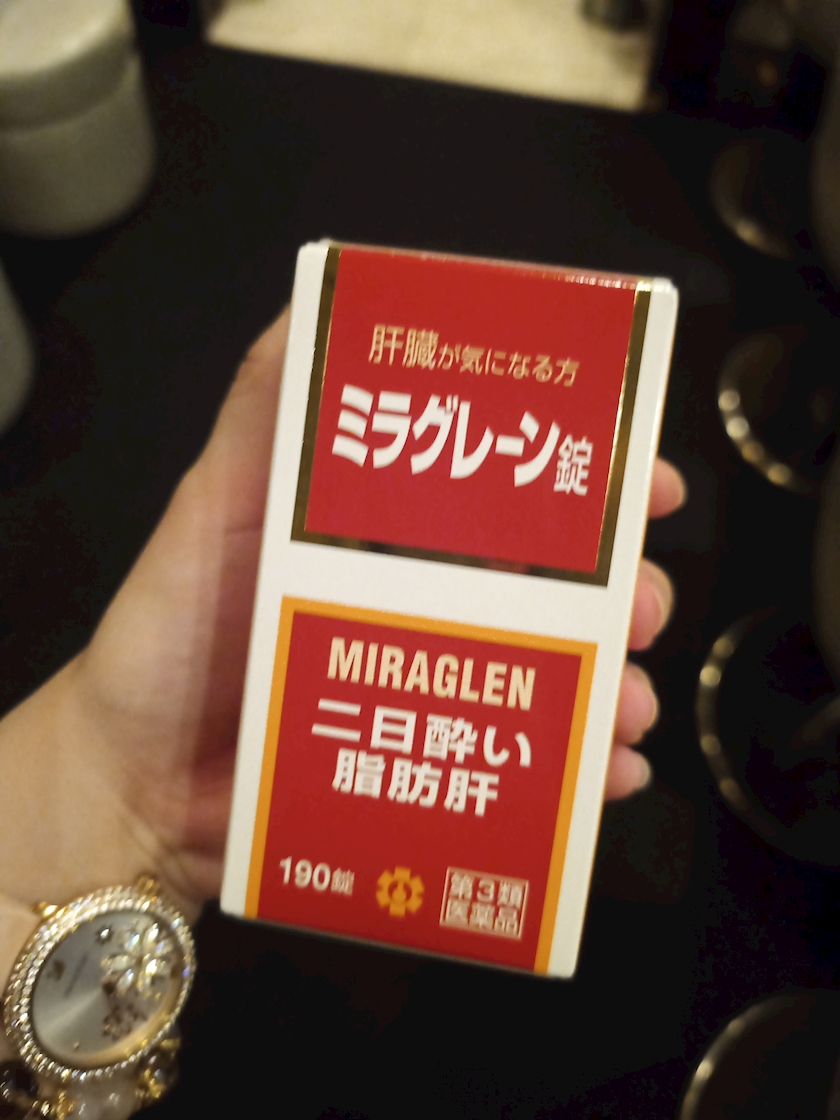 肝臓が気になる方
ミラグレーン錠
MIRAGLEN
二日酔い
脂肪肝
190錠
第3類
医薬品